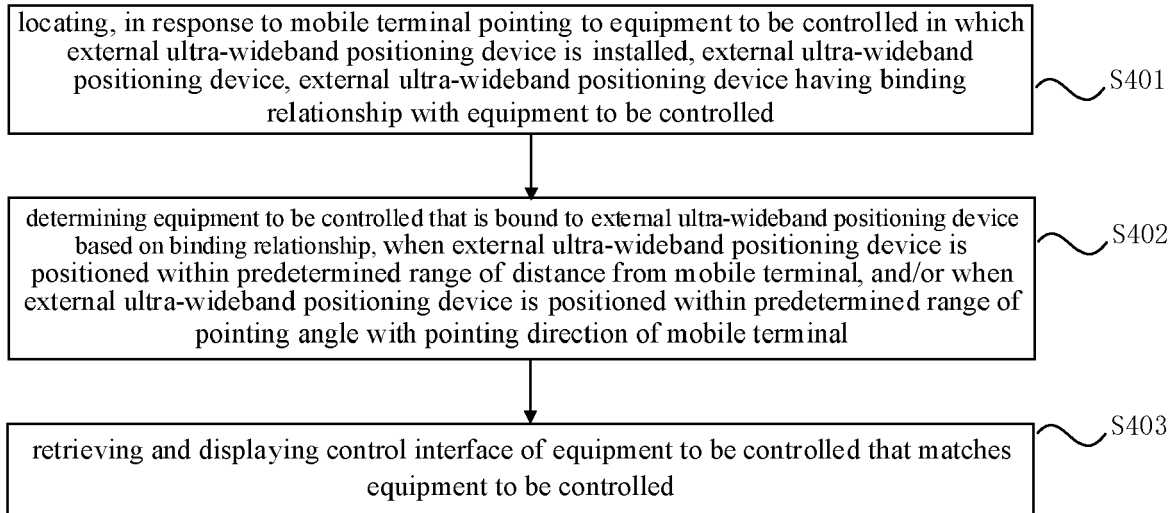 locating, in response to mobile terminal pointing to equipment to be controlled in which
external ultra-wideband positioning device is installed, external ultra-wideband
positioning device, external ultra-wideband positioning device having binding
relationship with equipment to be controlled
S401
determining equipment to be controlled that is bound to external ultra-wideband positioning device
based on binding relationship, when external ultra-wideband positioning device is
positioned within predetermined range of distance from mobile terminal, and/or when
external ultra-wideband positioning device is positioned within predetermined range of
pointing angle with pointing direction of mobile terminal
S402
retrieving and displaying control interface of equipment to be controlled that matches
equipment to be controlled
S403